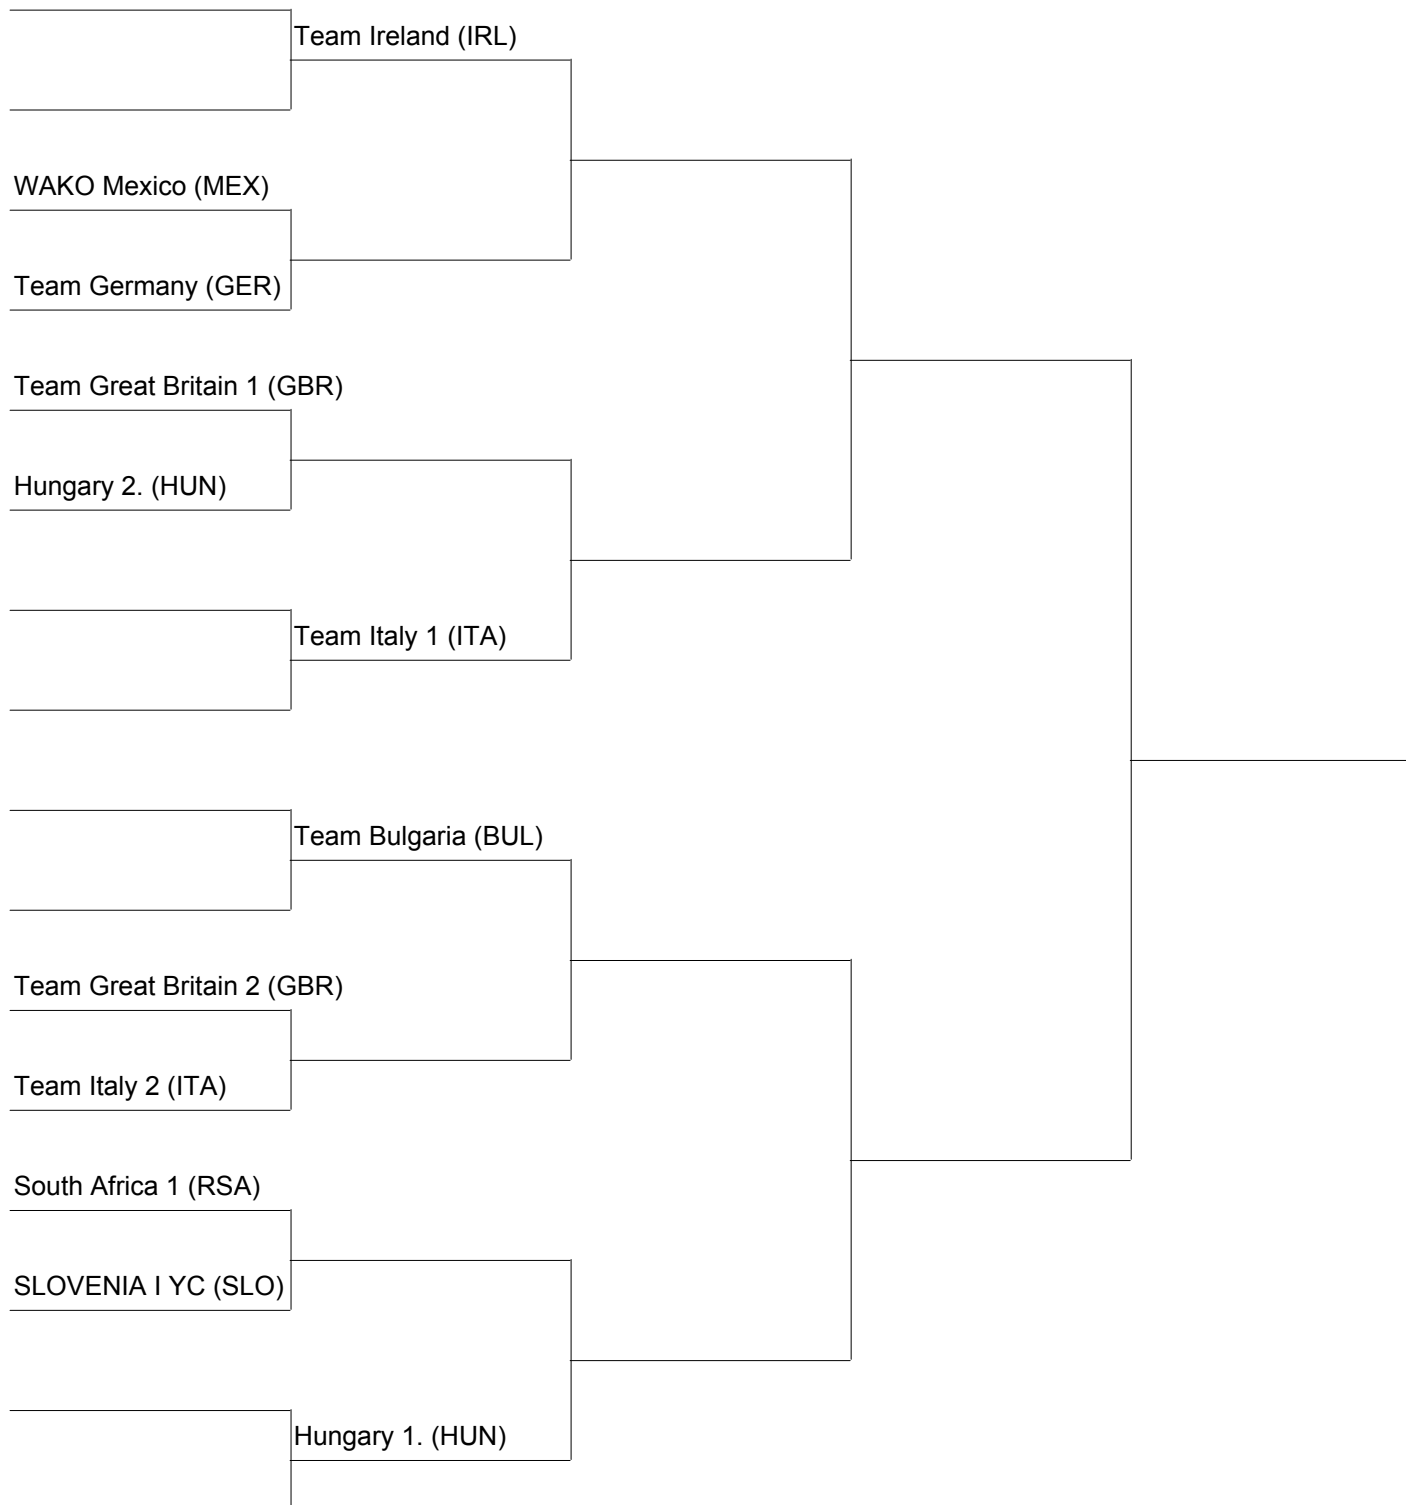 Team Ireland (IRL)
WAKO Mexico (MEX)
Team Germany (GER)
Team Great Britain 1 (GBR)
Hungary 2. (HUN)
Team Italy 1 (ITA)
Team Bulgaria (BUL)
Team Great Britain 2 (GBR)
Team Italy 2 (ITA)
South Africa 1 (RSA)
SLOVENIA I YC (SLO)
Hungary 1. (HUN)